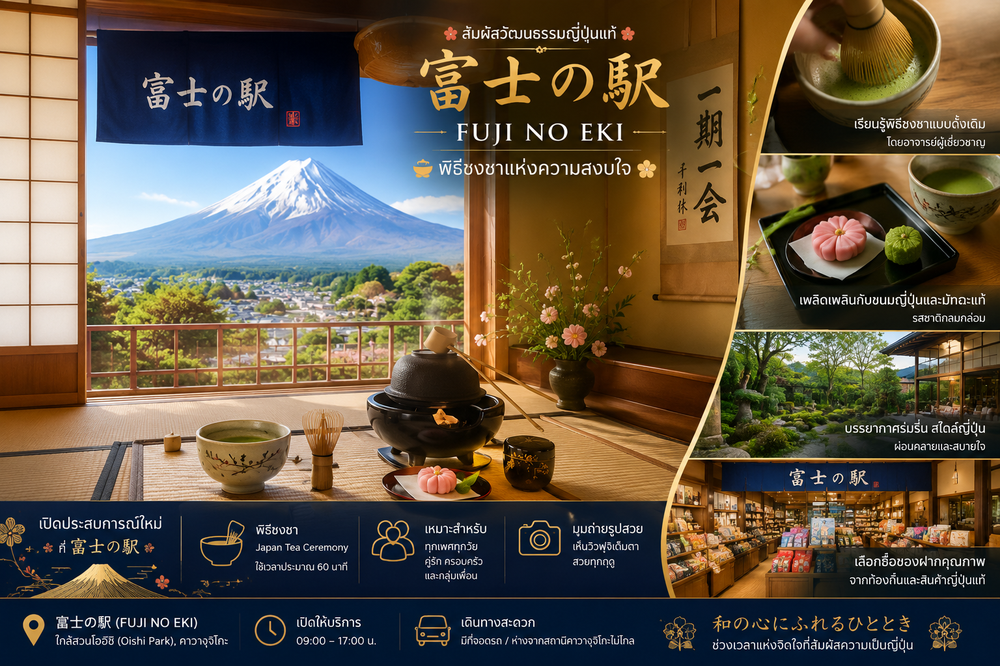 สัมผัสวัฒนธรรมญี่ปุ่นแท้
富士の駅
FUJI NO EKI
พิธีชงชาแห่งความสงบใจ
富士の駅
一期一会
千利休
เรียนรู้พิธีชงชาแบบดั้งเดิม
โดยอาจารย์ผู้เชี่ยวชาญ
เพลิดเพลินกับขนมญี่ปุ่นและมัทฉะแท้
รสชาติกลมกล่อม
บรรยากาศร่มรื่น สไตล์ญี่ปุ่น
ผ่อนคลายและสบายใจ
富士の駅
เลือกซื้อของฝากคุณภาพ
จากท้องถิ่นและสินค้าญี่ปุ่นแท้
เปิดประสบการณ์ใหม่
ที่ 富士の駅
พิธีชงชา
Japan Tea Ceremony
ใช้เวลาประมาณ 60 นาที
เหมาะสำหรับ
ทุกเพศทุกวัย
คู่รัก ครอบครัว
และกลุ่มเพื่อน
มุมถ่ายรูปสวย
เห็นวิวฟูจิเต็มตา
สวยทุกฤดู
富士の駅 (FUJI NO EKI)
ใกล้สวนโออิชิ (Oishi Park), คาวางุจิโกะ
เปิดให้บริการ
09:00 – 17:00 น.
เดินทางสะดวก
มีที่จอดรถ / ห่างจากสถานีคาวางุจิโกะไม่ไกล
和の心にふれるひととき
ช่วงเวลาแห่งจิตใจที่สัมผัสความเป็นญี่ปุ่น